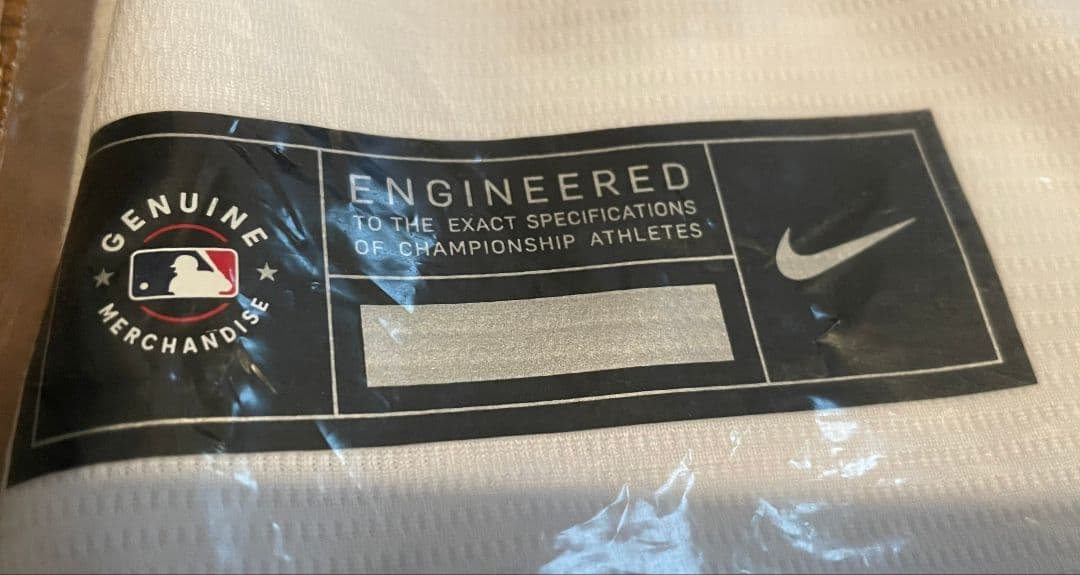 GENUINE
MERCHANDISE
ENGINEERED
TO THE EXACT SPECIFICATIONS
OF CHAMPIONSHIP ATHLETES